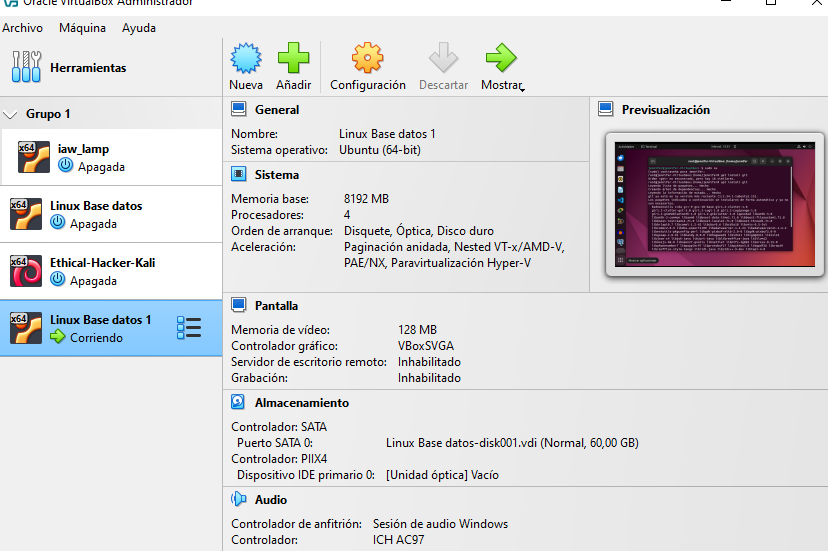 Oracle VirtualBox Administrador
Archivo Máquina Ayuda
Herramientas
Nueva Añadir Configuración Descartar Mostrar
Grupo 1
x64 iaw_lamp
Apagada
x64 Linux Base datos
Apagada
x64 Ethical-Hacker-Kali
Apagada
x64 Linux Base datos 1
Corriendo
General
Nombre: Linux Base datos 1
Sistema operativo: Ubuntu (64-bit)
Sistema
Memoria base: 8192 MB
Procesadores: 4
Orden de arranque: Disquete, Óptica, Disco duro
Aceleración: Paginación anidada, Nested VT-x/AMD-V,
PAE/NX, Paravirtualización Hyper-V
Previsualización
Pantalla
Memoria de vídeo: 128 MB
Controlador gráfico: VBoxSVGA
Servidor de escritorio remoto: Inhabilitado
Grabación: Inhabilitado
Almacenamiento
Controlador: SATA
Puerto SATA 0: Linux Base datos-disk001.vdi (Normal, 60,00 GB)
Controlador: PIIX4
Dispositivo IDE primario 0: [Unidad óptica] Vacío
Audio
Controlador de anfitrión: Sesión de audio Windows
Controlador: ICH AC97